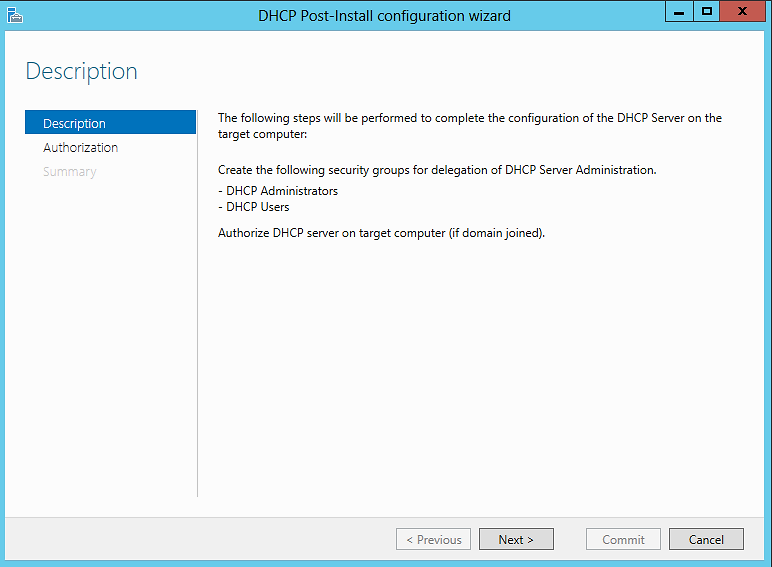 DHCP Post-Install configuration wizard
Description
Description
Authorization
Summary
The following steps will be performed to complete the configuration of the DHCP Server on the
target computer:
Create the following security groups for delegation of DHCP Server Administration.
- DHCP Administrators
- DHCP Users
Authorize DHCP server on target computer (if domain joined).
< Previous
Next >
Commit
Cancel